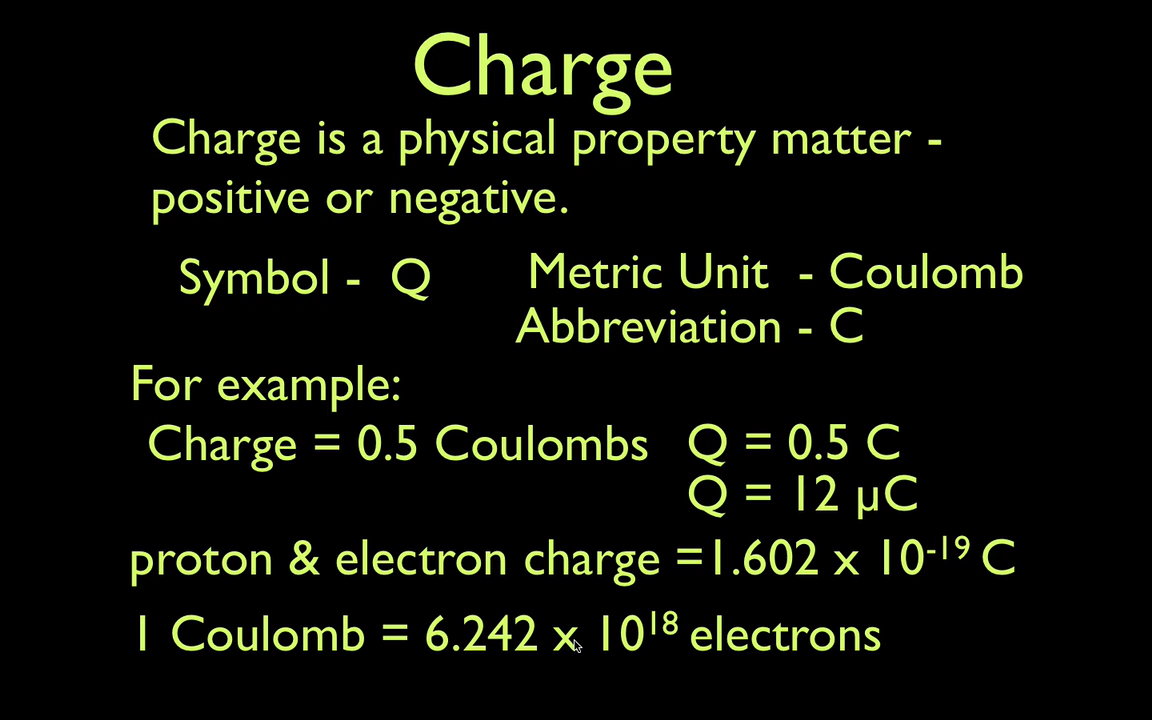 Charge
Charge is a physical property matter -
positive or negative.
Symbol - Q
Metric Unit - Coulomb
Abbreviation - C
For example:
Charge = 0.5 Coulombs Q = 0.5 C
Q = 12 µC
proton & electron charge =1.602 x 10⁻¹⁹ C
1 Coulomb = 6.242 x 10¹⁸ electrons